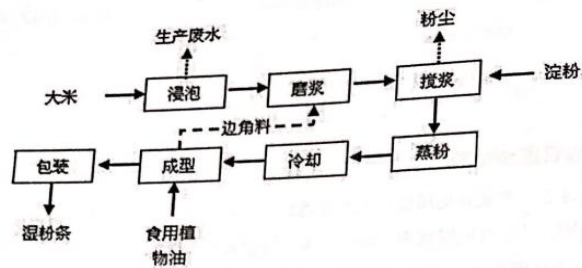 生产废水
粉尘
大米
浸泡
磨浆
搅浆
淀粉
边角料
包装
成型
冷却
蒸粉
湿粉条
食用值
物油